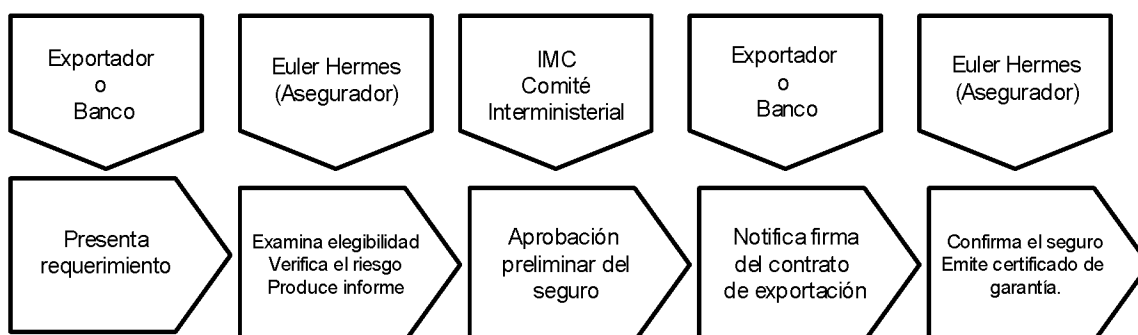 Exportador
o
Banco
Euler Hermes
(Asegurador)
IMC
Comité
Interministerial
Exportador
o
Banco
Euler Hermes
(Asegurador)
Presenta
requerimiento
Examina elegibilidad
Verifica el riesgo
Produce informe
Aprobación
preliminar del
seguro
Notifica firma
del contrato
de exportación
Confirma el seguro
Emite certificado de
garantía.